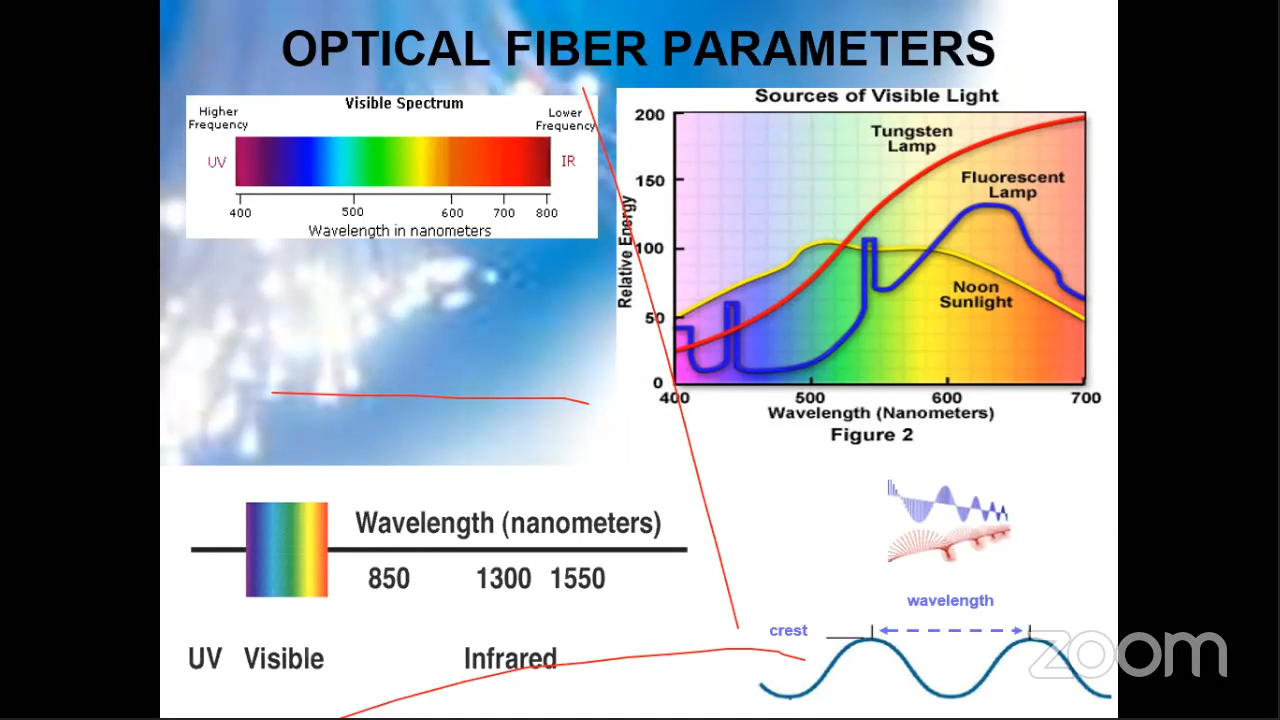 OPTICAL FIBER PARAMETERS
Visible Spectrum
Higher
Frequency
Lower
Frequency
UV
IR
400 500 600 700 800
Wavelength in nanometers
Sources of Visible Light
200
150
100
50
0
Relative Energy
Tungsten
Lamp
Fluorescent
Lamp
Noon
Sunlight
400 500 600 700
Wavelength (Nanometers)
Figure 2
Wavelength (nanometers)
850 1300 1550
UV Visible Infrared
wavelength
crest
zoom